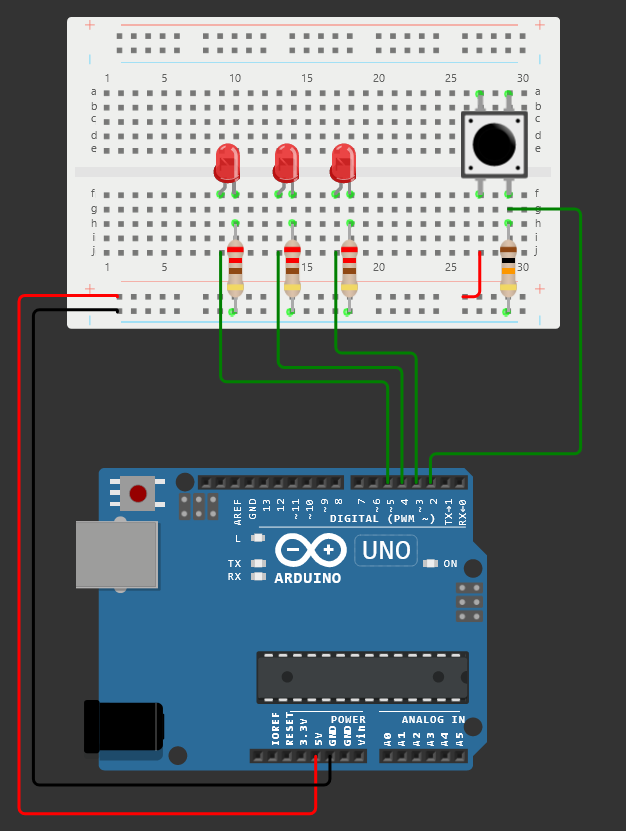 1 5 10 15 20 25 30
a a
b b
c c
d d
e e
f f
g g
h h
i i
j j
1 5 10 15 20 25 30
AREF GND 13 12 ~11 ~10 ~9 8 7 ~6 ~5 4 ~3 2 TX→1 RX←0
DIGITAL (PWM ~)
L
TX
RX
UNO
ON
ARDUINO
POWER
ANALOG IN
IOREF RESET 3.3V 5V GND GND Vin A0 A1 A2 A3 A4 A5